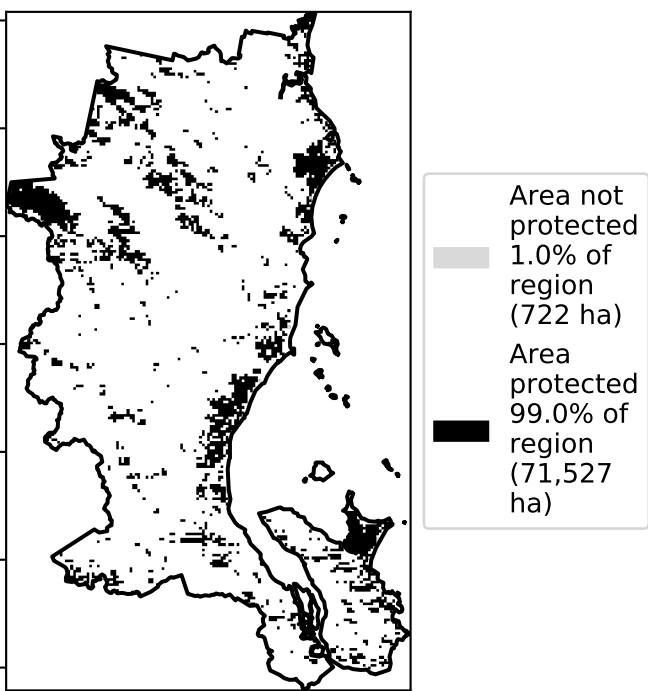 Area not
protected
1.0% of
region
(722 ha)
Area
protected
99.0% of
region
(71,527
ha)